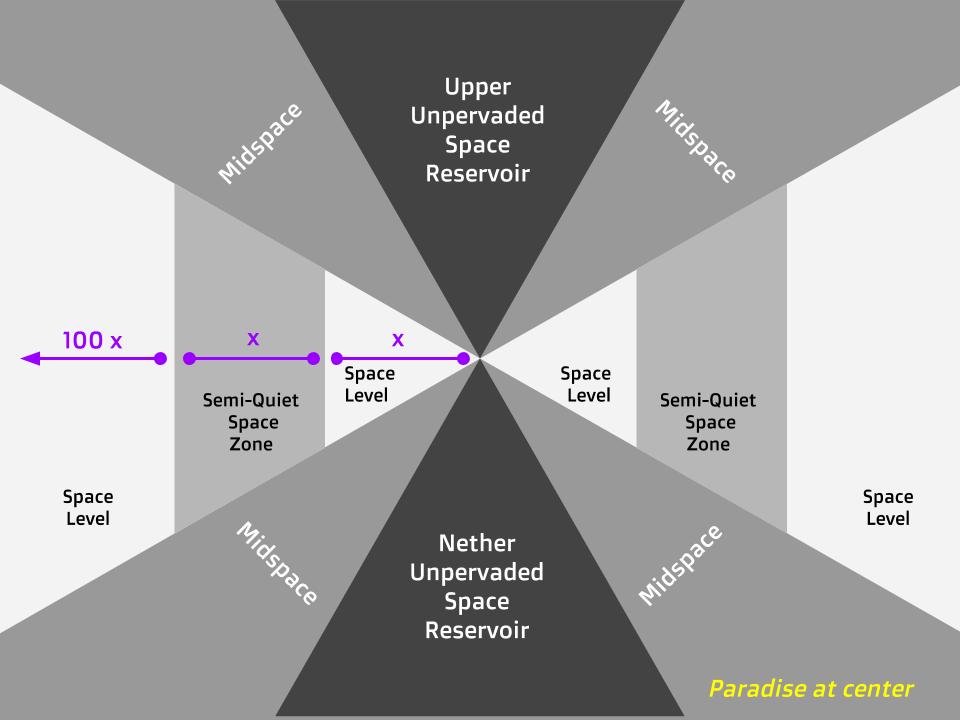 Upper
Unpervaded
Space
Reservoir
Midspace
Midspace
100 x
x
x
Space
Level
Space
Level
Semi-Quiet
Space
Zone
Semi-Quiet
Space
Zone
Space
Level
Space
Level
Midspace
Midspace
Nether
Unpervaded
Space
Reservoir
Paradise at center